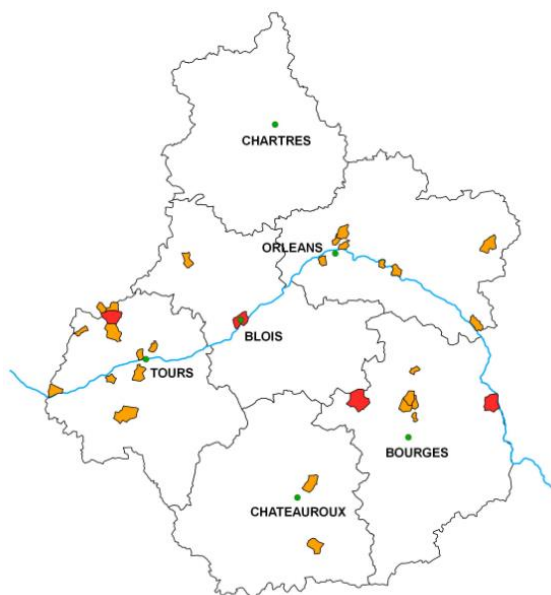 CHARTRES
ORLEANS
BLOIS
TOURS
BOURGES
CHATEAUROUX